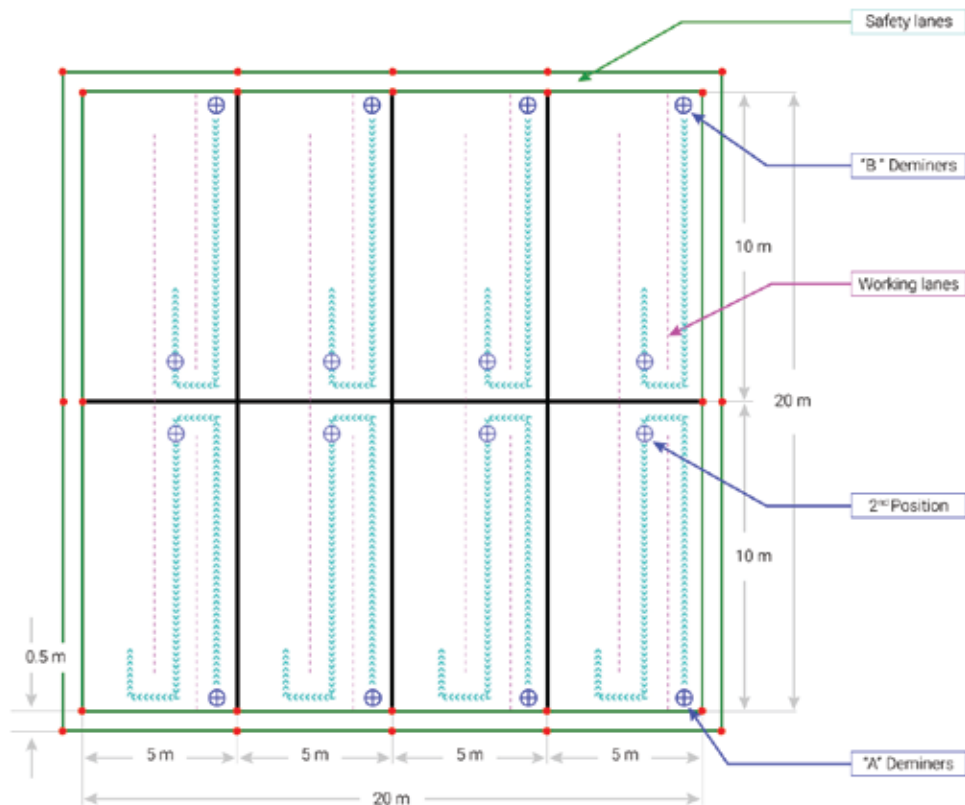 Safety lanes
"B" Deminers
10 m
Working lanes
20 m
2nd Position
10 m
0.5 m
5 m
5 m
5 m
5 m
"A" Deminers
20 m